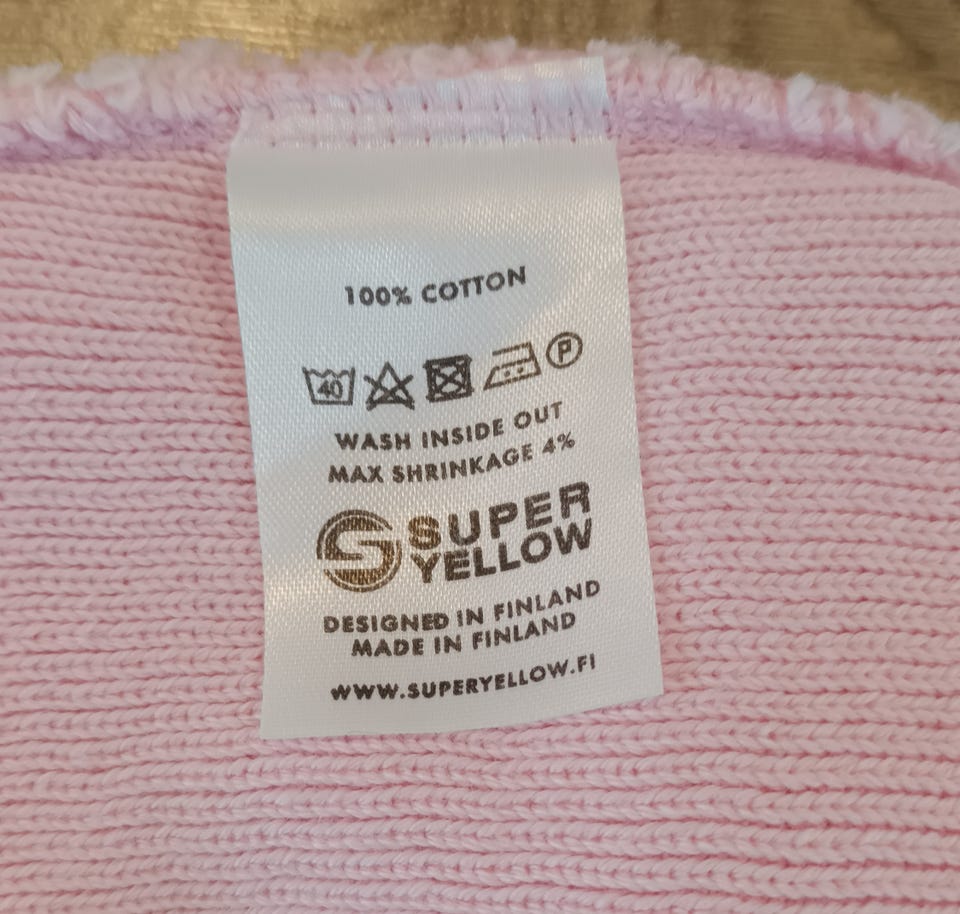 100% COTTON
40 P
WASH INSIDE OUT
MAX SHRINKAGE 4%
SUPER
YELLOW
DESIGNED IN FINLAND
MADE IN FINLAND
WWW.SUPERYELLOW.FI